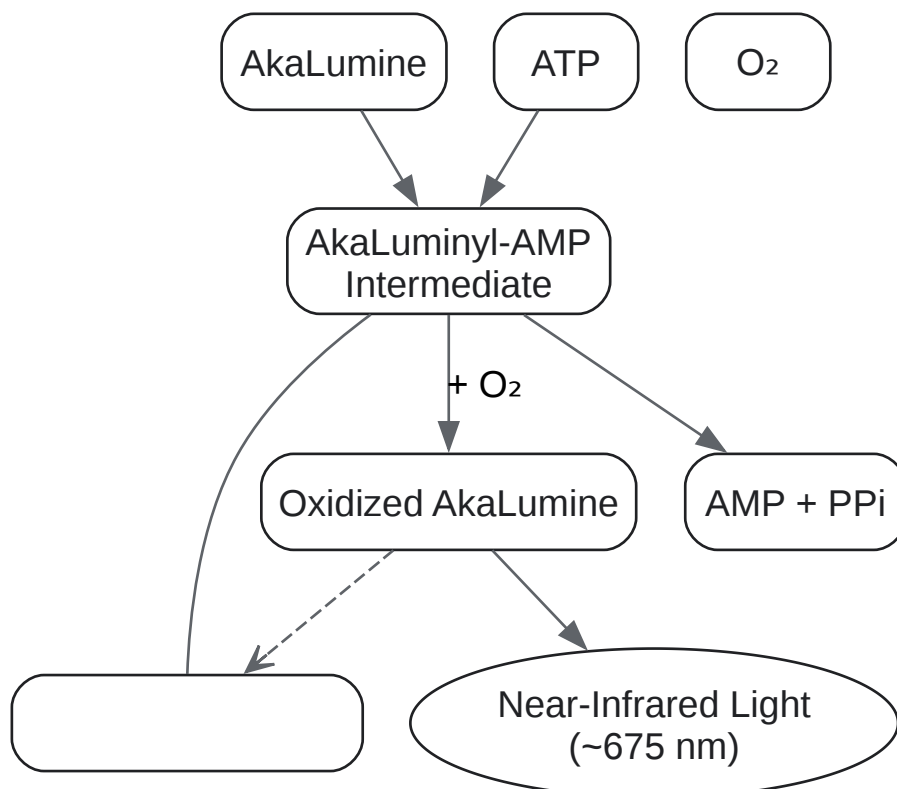 AkaLumine
ATP
O₂
AkaLuminyl-AMP
Intermediate
+ O₂
Oxidized AkaLumine
AMP + PPi
Near-Infrared Light
(~675 nm)